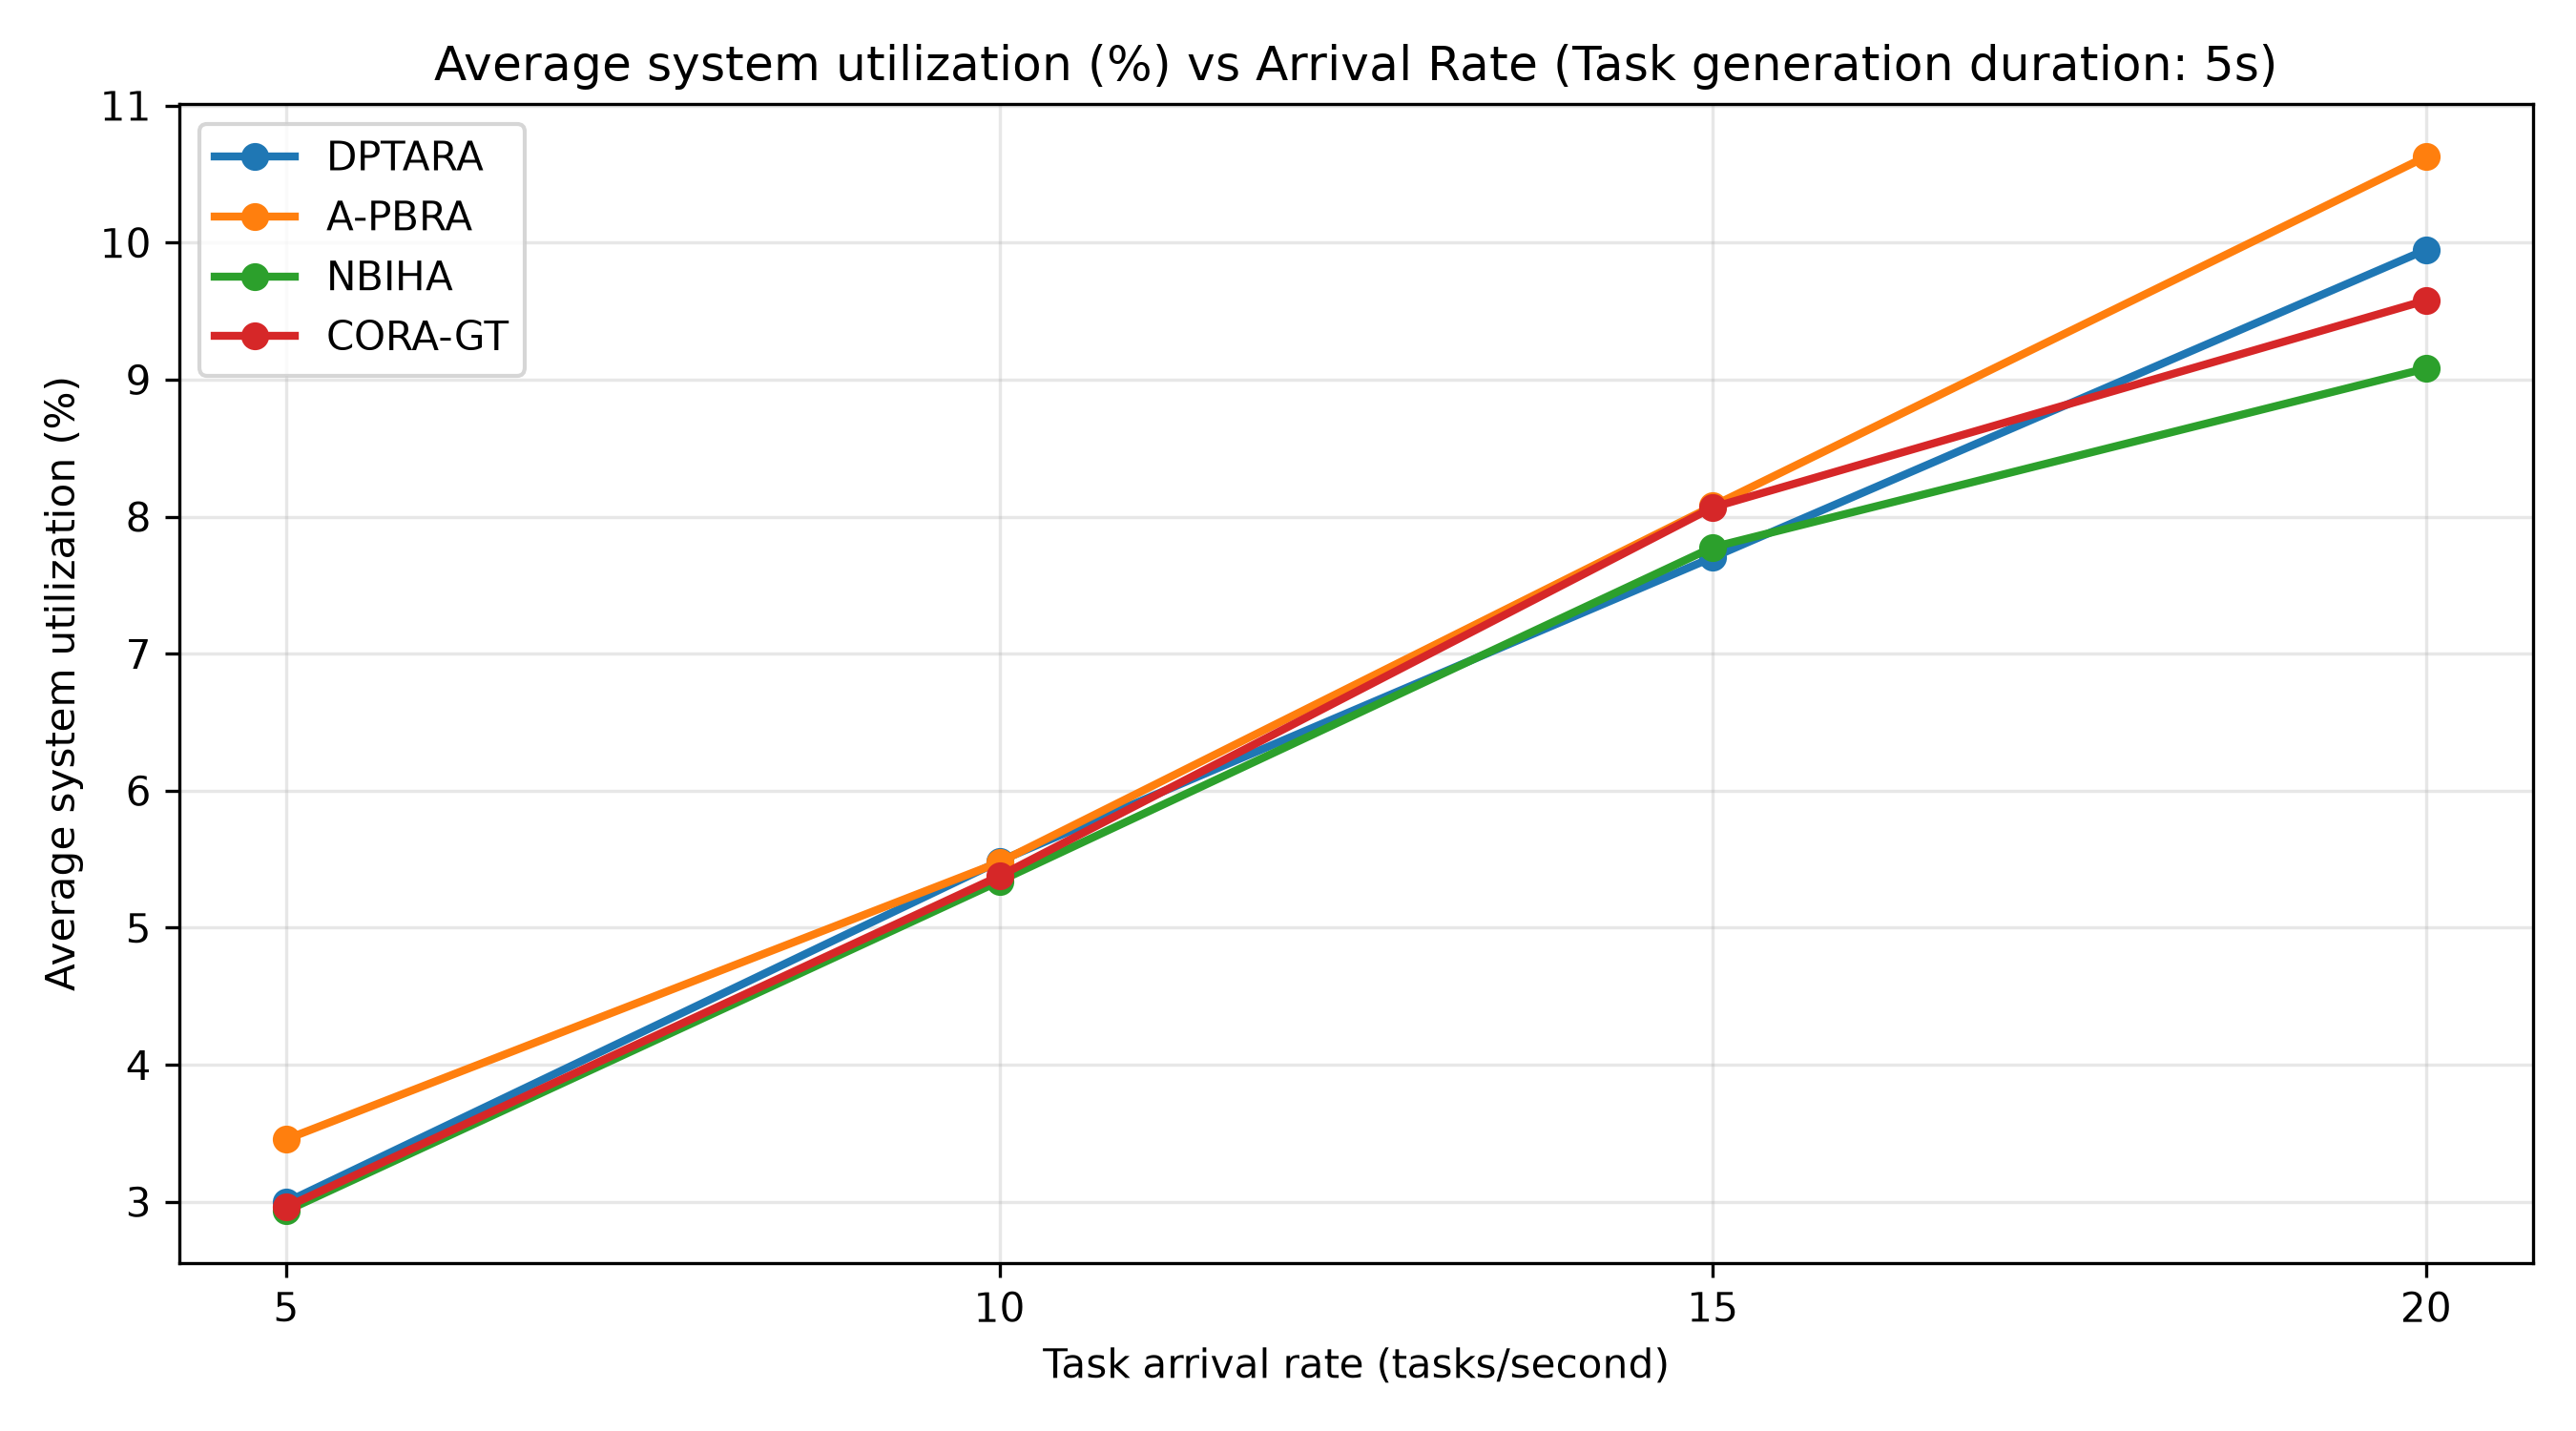 Average system utilization (%) vs Arrival Rate (Task generation duration: 5s)
11
10
9
8
7
6
5
4
3
Average system utilization (%)
DPTARA
A-PBRA
NBIHA
CORA-GT
5 10 15 20
Task arrival rate (tasks/second)